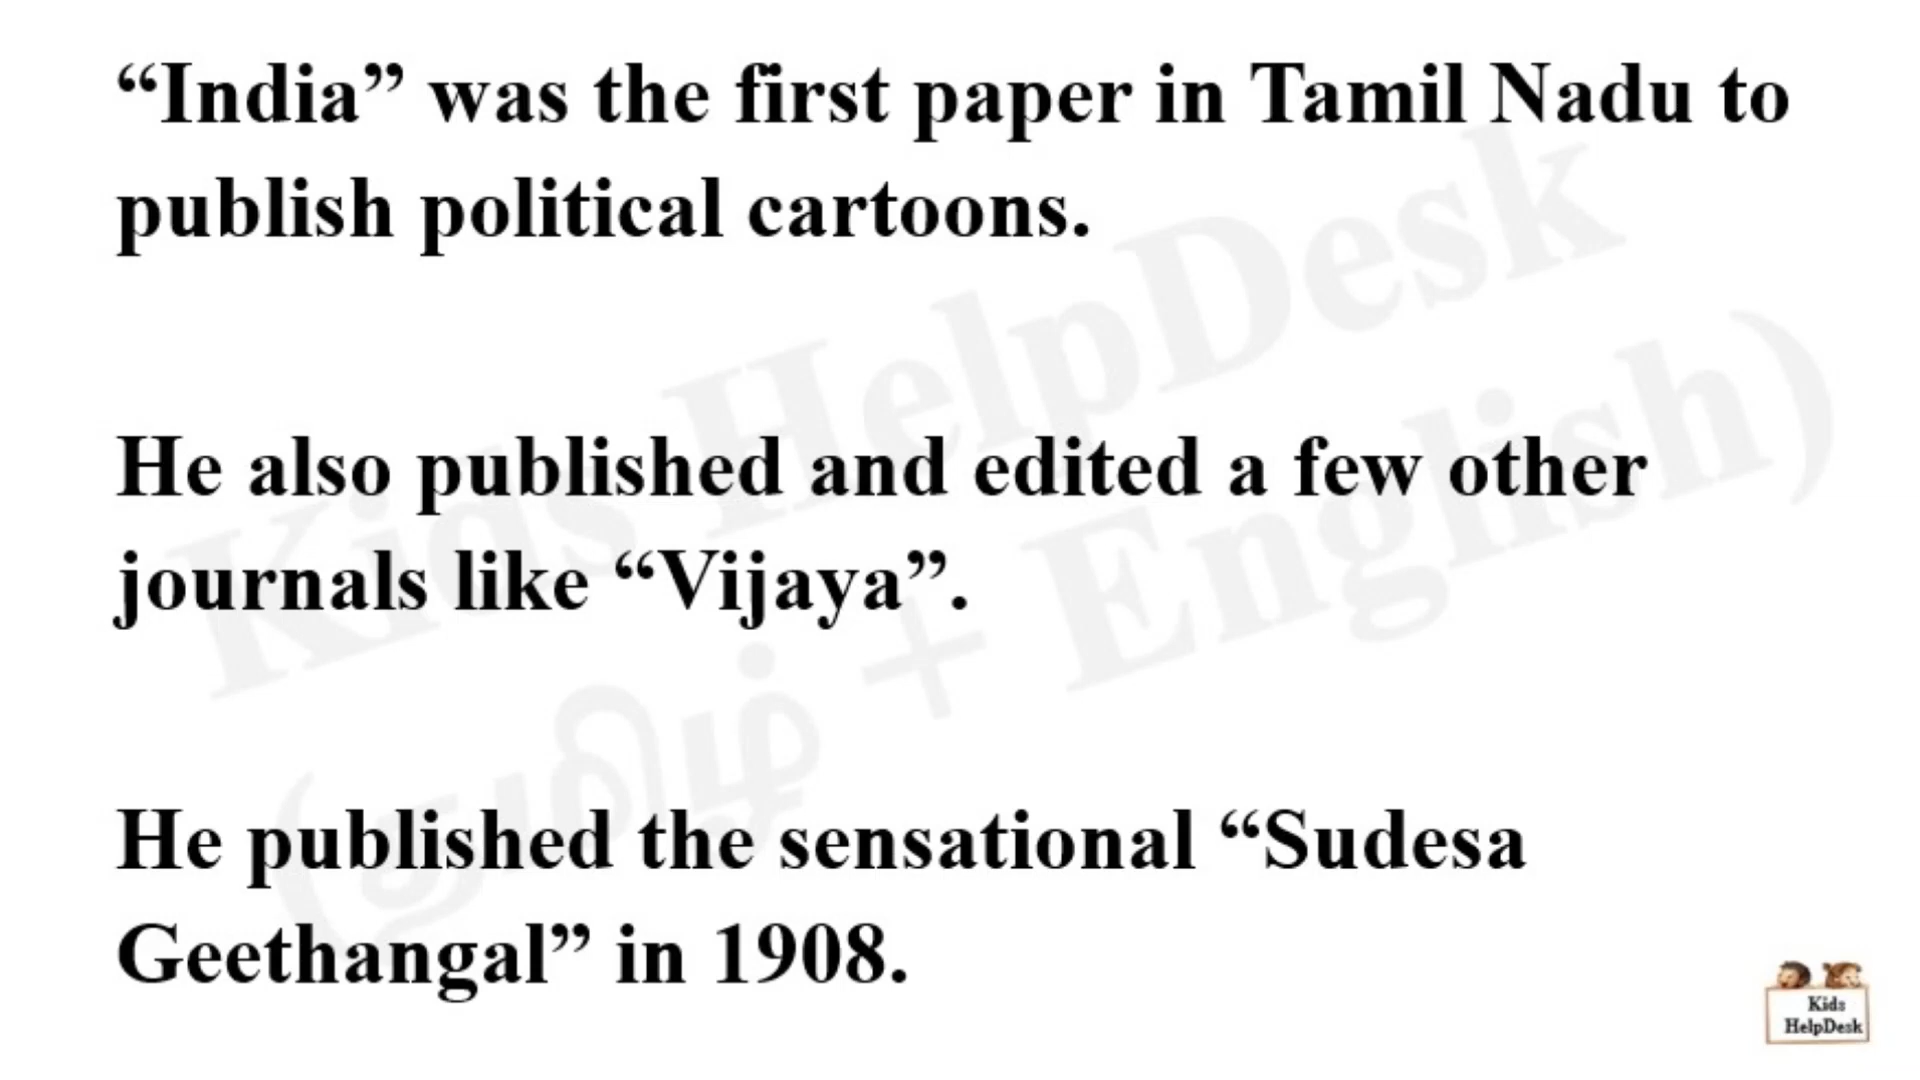 “India” was the first paper in Tamil Nadu to
publish political cartoons.
He also published and edited a few other
journals like “Vijaya”.
He published the sensational “Sudesa
Geethangal” in 1908.
Kids HelpDesk
(தமிழ் + English)
Kids
HelpDesk